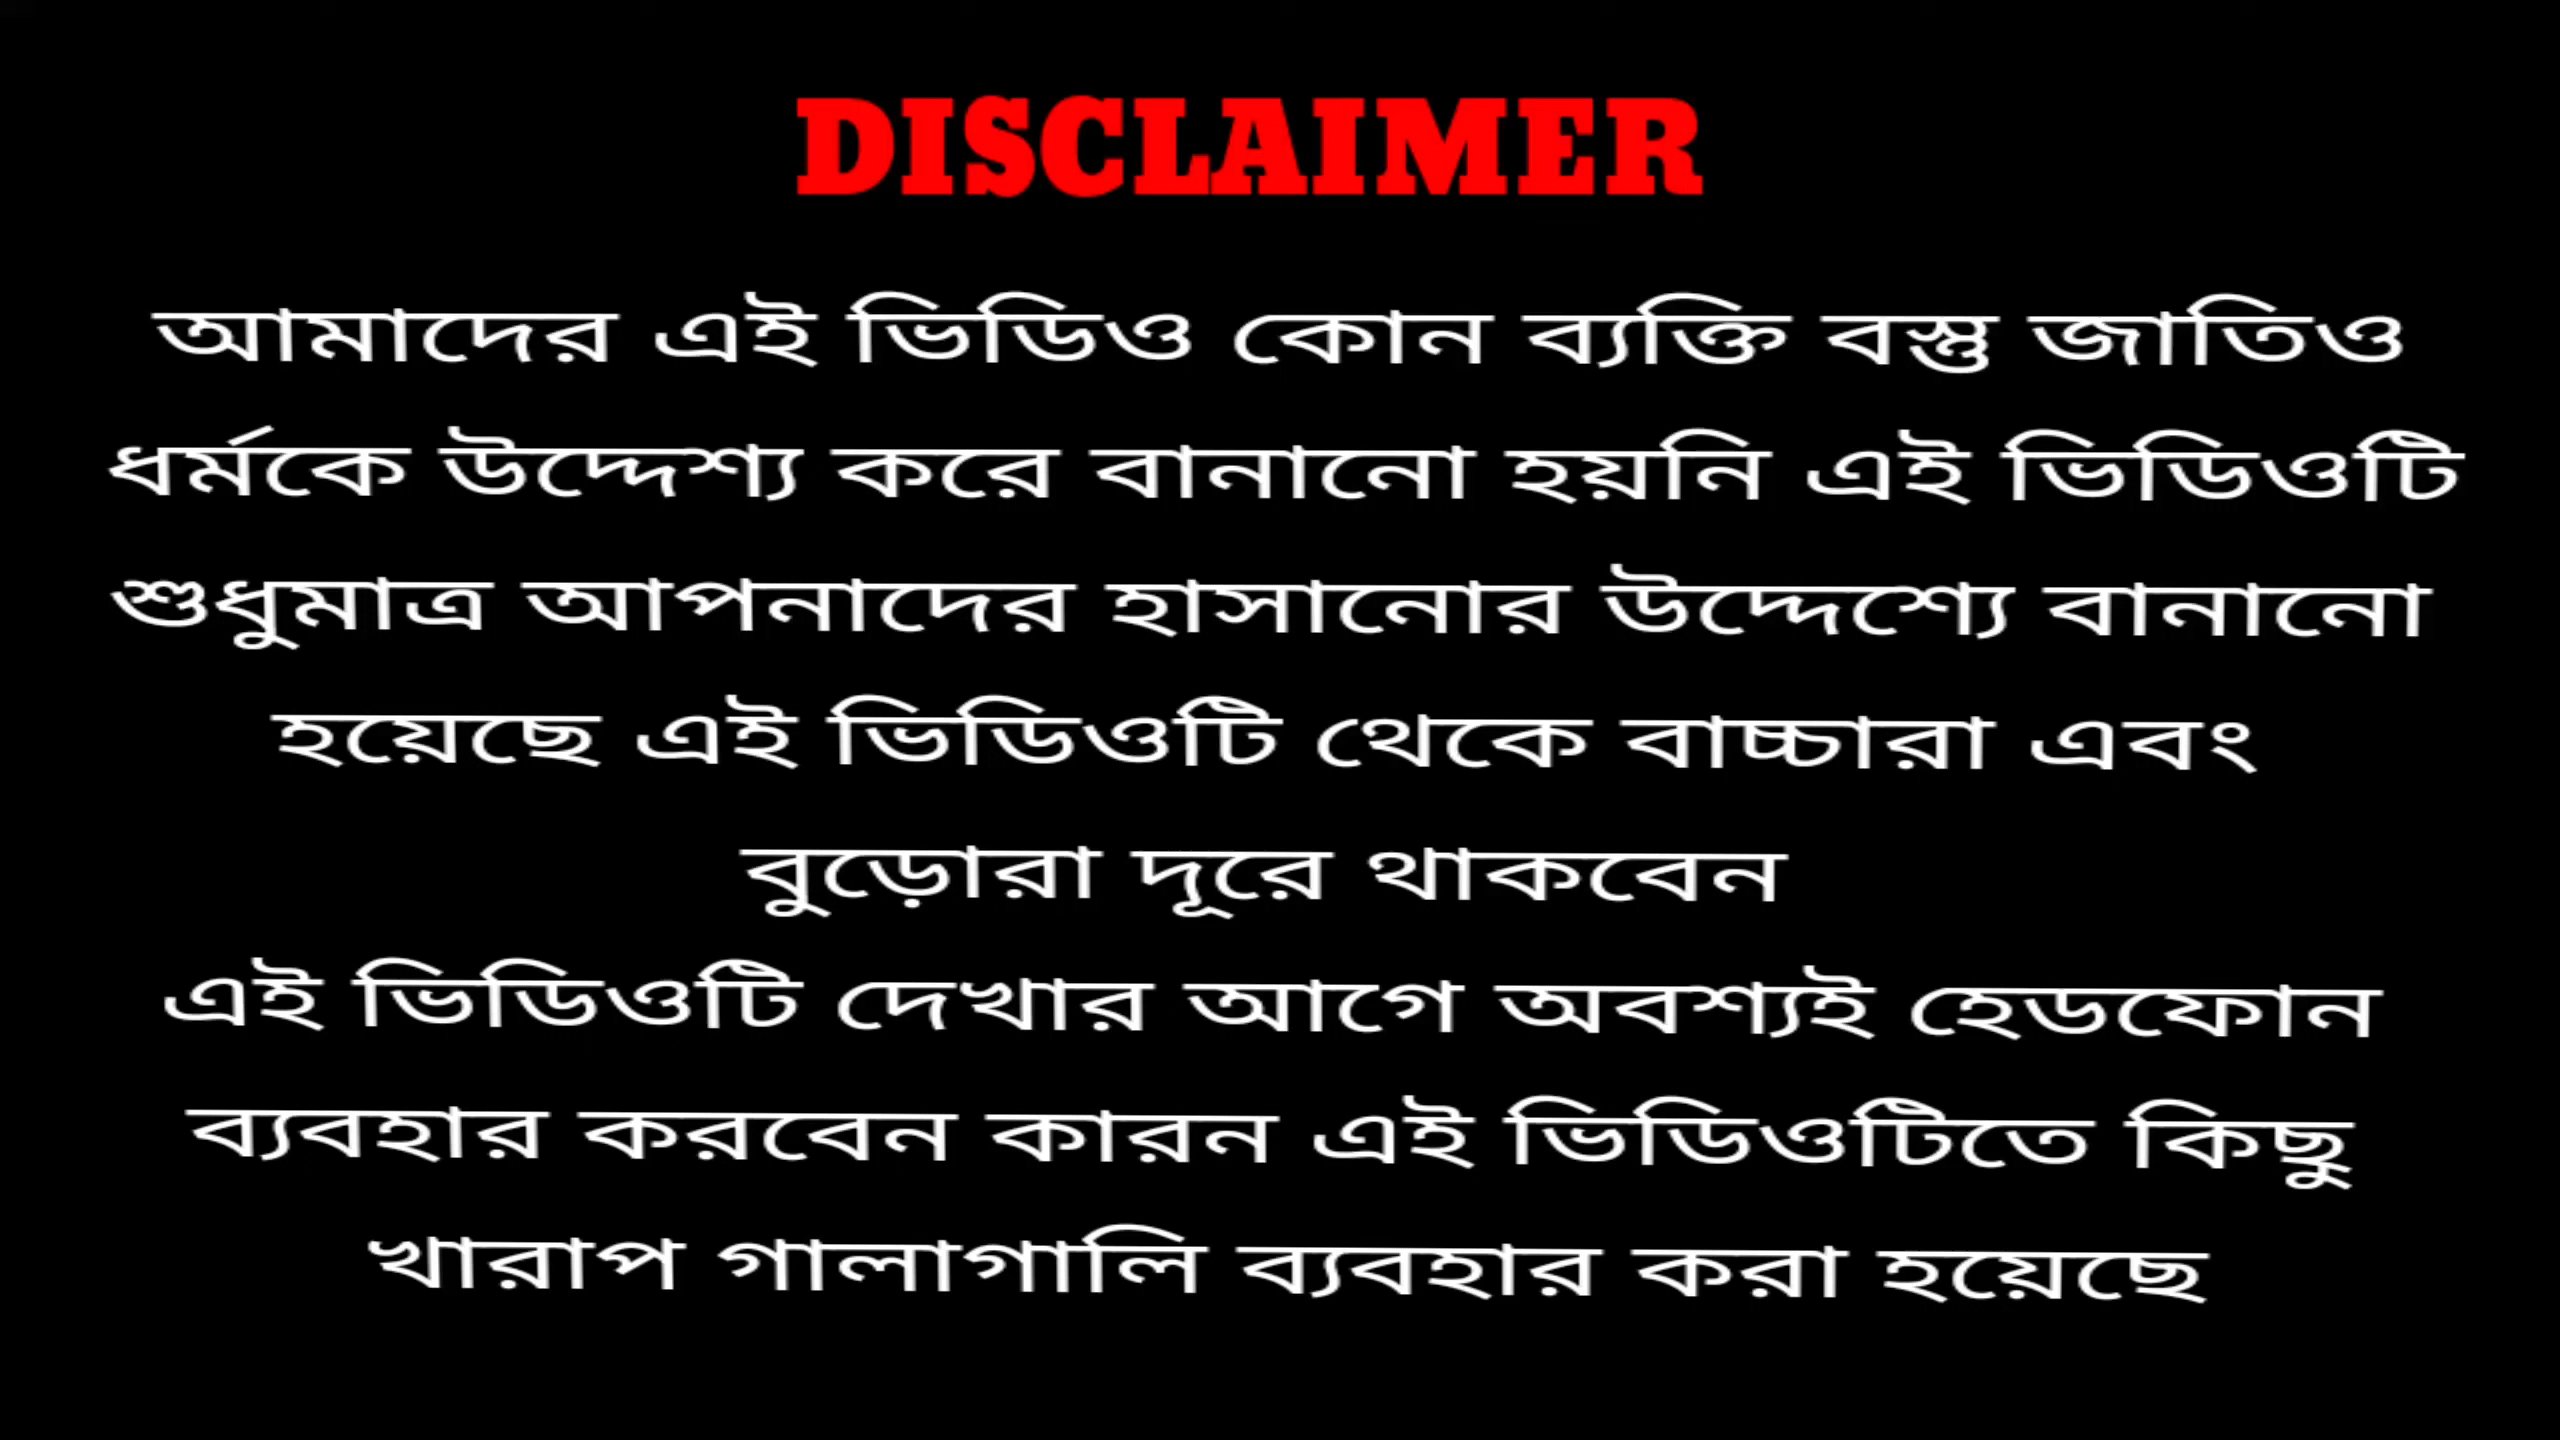 DISCLAIMER
আমাদের এই ভিডিও কোন ব্যক্তি বস্তু জাতিও
ধর্মকে উদ্দেশ্য করে বানানো হয়নি এই ভিডিওটি
শুধুমাত্র আপনাদের হাসানোর উদ্দেশ্যে বানানো
হয়েছে এই ভিডিওটি থেকে বাচ্চারা এবং
বুড়োরা দূরে থাকবেন
এই ভিডিওটি দেখার আগে অবশ্যই হেডফোন
ব্যবহার করবেন কারন এই ভিডিওটিতে কিছু
খারাপ গালাগালি ব্যবহার করা হয়েছে